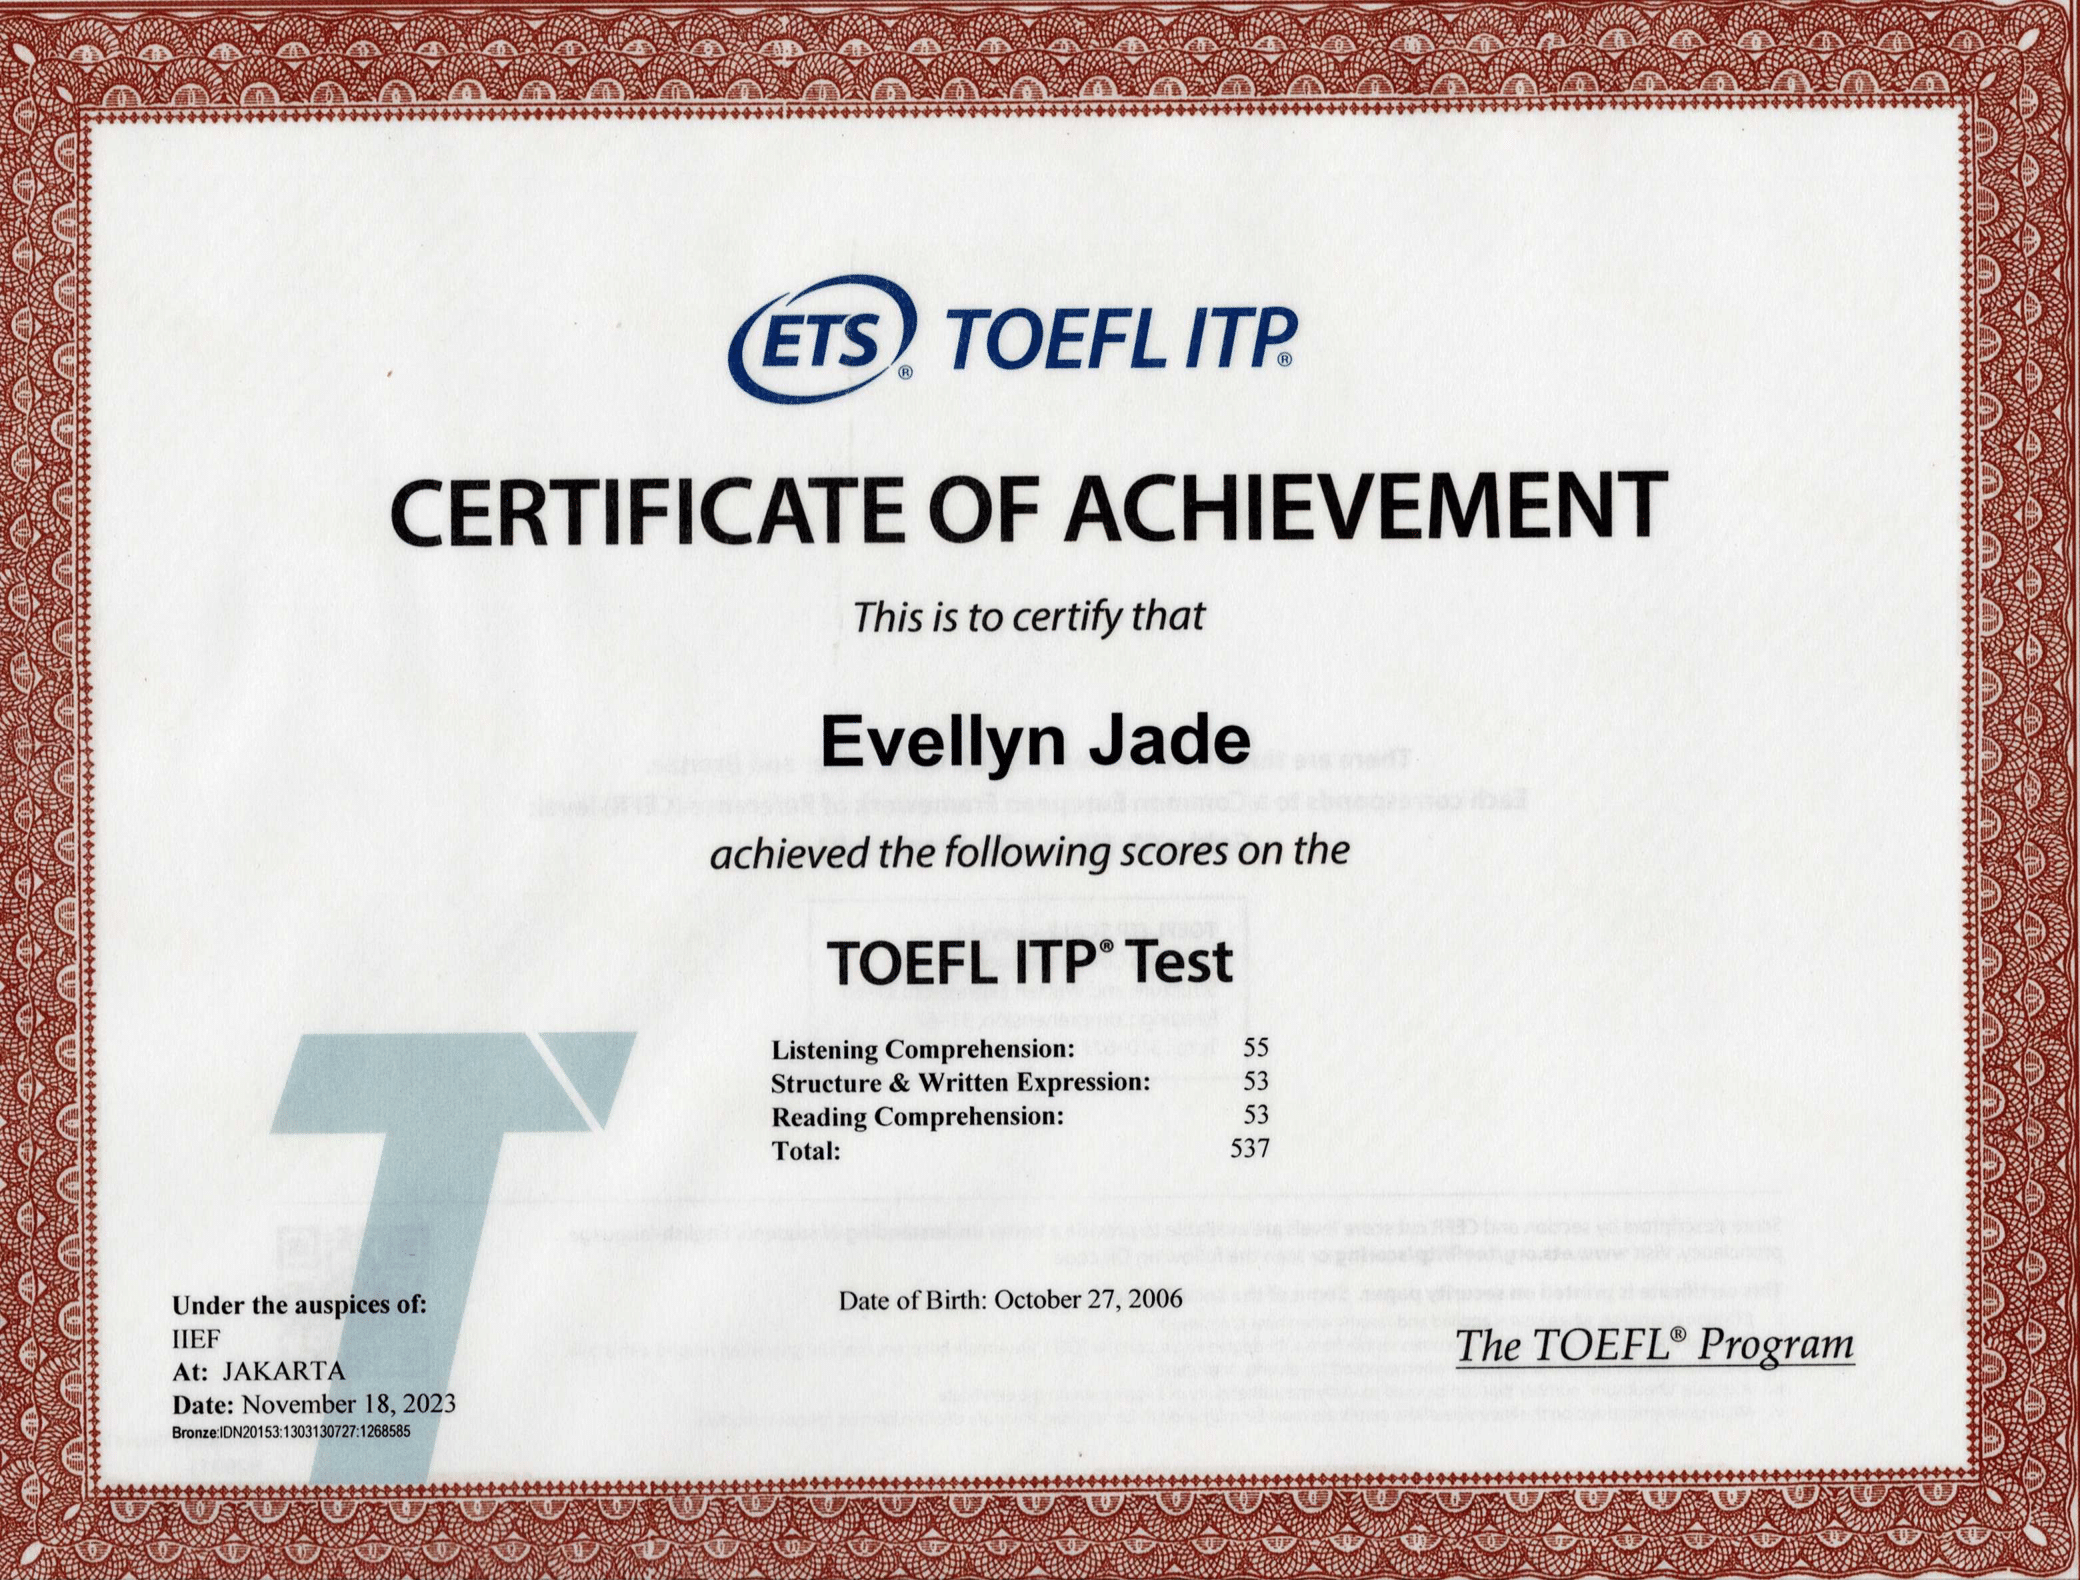 ETS® TOEFL ITP®
CERTIFICATE OF ACHIEVEMENT
This is to certify that
Evellyn Jade
achieved the following scores on the
TOEFL ITP® Test
Listening Comprehension: 55
Structure & Written Expression: 53
Reading Comprehension: 53
Total: 537
Under the auspices of:
IIEF
At: JAKARTA
Date: November 18, 2023
Bronze:IDN20153:1303130727:1268585
Date of Birth: October 27, 2006
The TOEFL® Program